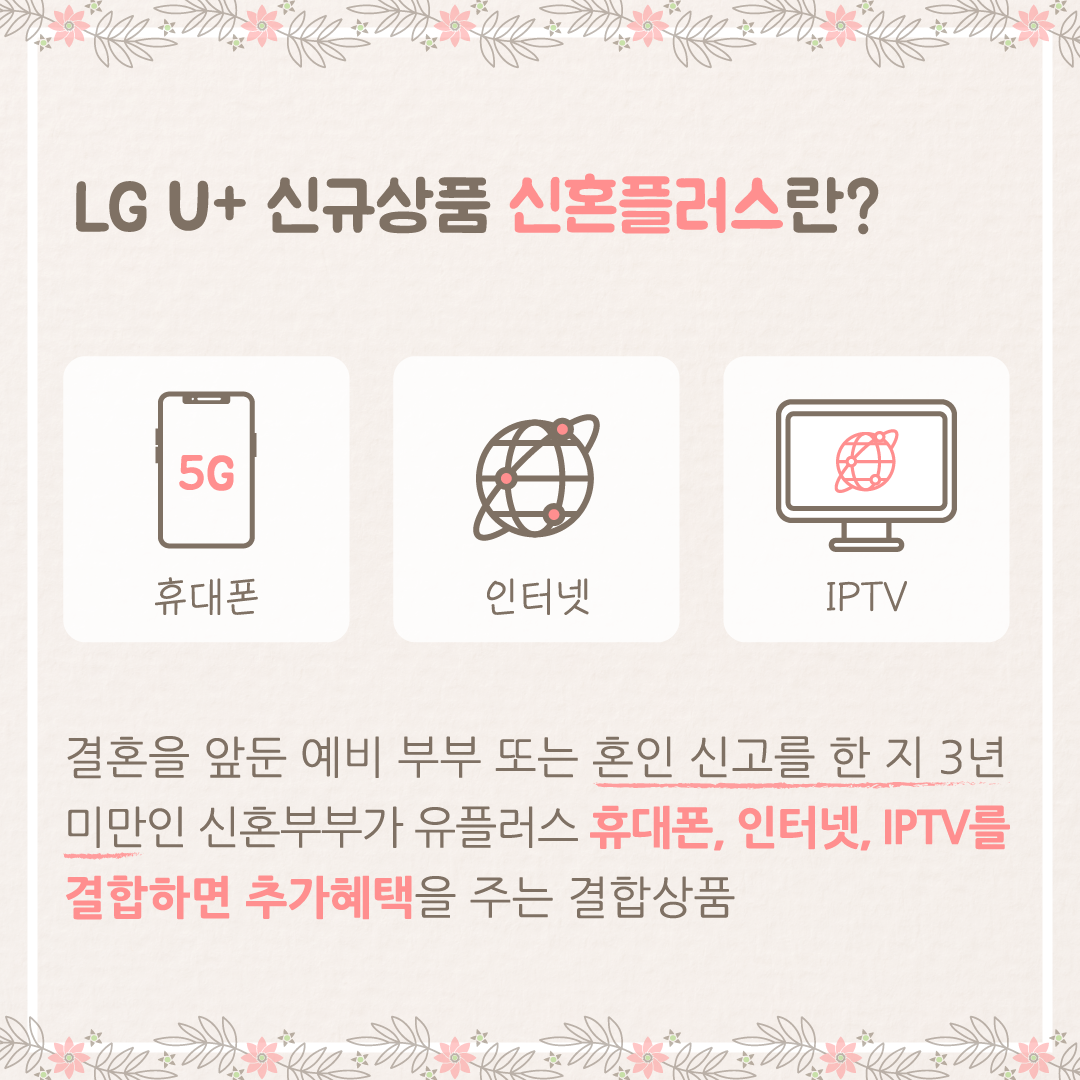 LG U+ 신규상품 신혼플러스란?
5G
휴대폰
인터넷
IPTV
결혼을 앞둔 예비 부부 또는 혼인 신고를 한 지 3년
미만인 신혼부부가 유플러스 휴대폰, 인터넷, IPTV를
결합하면 추가혜택을 주는 결합상품